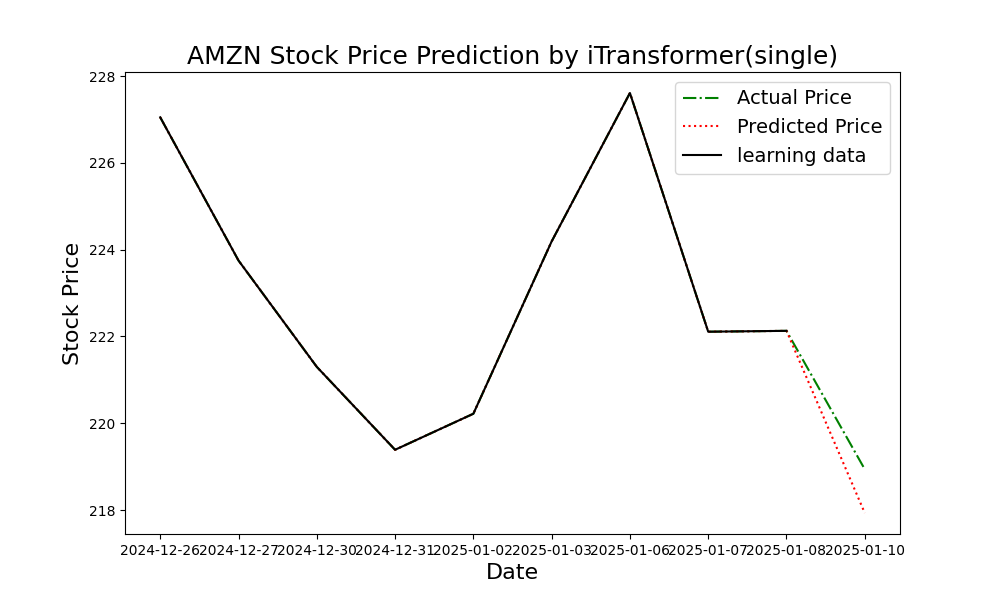 AMZN Stock Price Prediction by iTransformer(single)
228
226
224
222
220
218
Stock Price
Actual Price
Predicted Price
learning data
2024-12-26 2024-12-27 2024-12-30 2024-12-31 2025-01-02 2025-01-03 2025-01-06 2025-01-07 2025-01-08 2025-01-10
Date